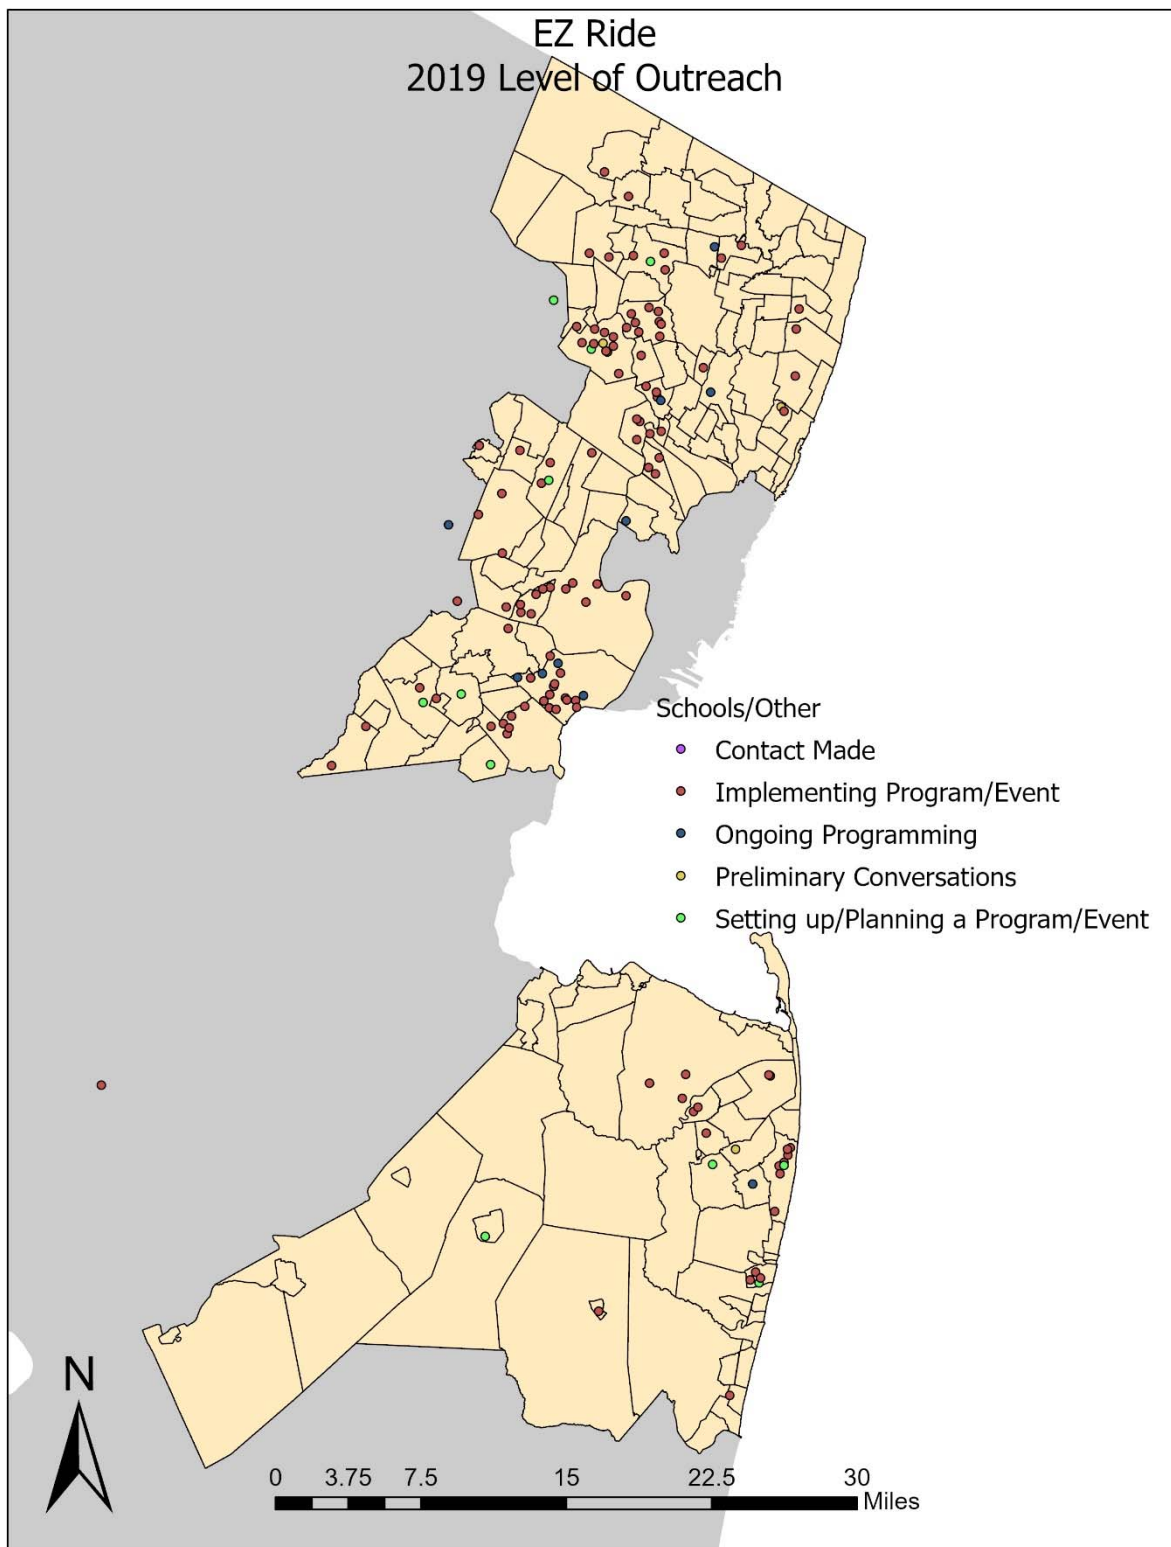 EZ Ride
2019 Level of Outreach
Schools/Other
Contact Made
Implementing Program/Event
Ongoing Programming
Preliminary Conversations
Setting up/Planning a Program/Event
N
0 3.75 7.5 15 22.5 30
Miles